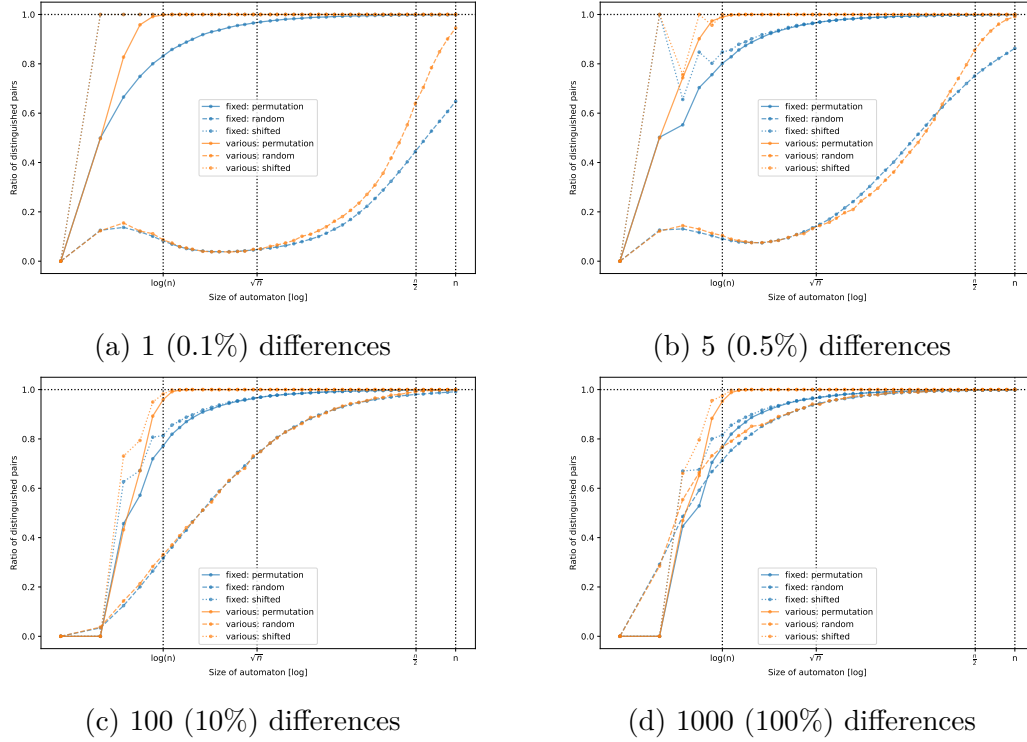 1.0
0.8
0.6
0.4
0.2
0.0
Ratio of distinguished pairs
fixed: permutation
fixed: random
fixed: shifted
various: permutation
various: random
various: shifted
log(n)
√n
n/2
n
Size of automaton [log]
(a) 1 (0.1%) differences
1.0
0.8
0.6
0.4
0.2
0.0
Ratio of distinguished pairs
fixed: permutation
fixed: random
fixed: shifted
various: permutation
various: random
various: shifted
log(n)
√n
n/2
n
Size of automaton [log]
(b) 5 (0.5%) differences
1.0
0.8
0.6
0.4
0.2
0.0
Ratio of distinguished pairs
fixed: permutation
fixed: random
fixed: shifted
various: permutation
various: random
various: shifted
log(n)
√n
n/2
n
Size of automaton [log]
(c) 100 (10%) differences
1.0
0.8
0.6
0.4
0.2
0.0
Ratio of distinguished pairs
fixed: permutation
fixed: random
fixed: shifted
various: permutation
various: random
various: shifted
log(n)
√n
n/2
n
Size of automaton [log]
(d) 1000 (100%) differences